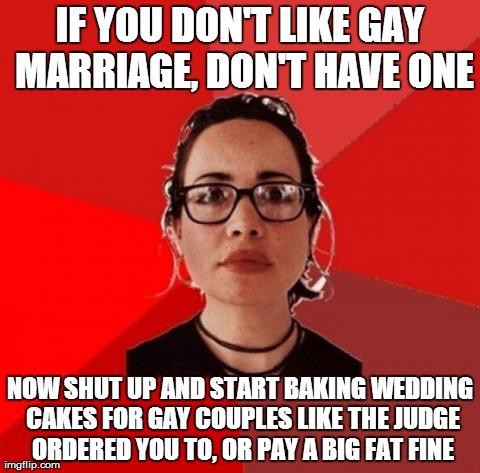 IF YOU DON'T LIKE GAY
MARRIAGE, DON'T HAVE ONE
NOW SHUT UP AND START BAKING WEDDING
CAKES FOR GAY COUPLES LIKE THE JUDGE
ORDERED YOU TO, OR PAY A BIG FAT FINE
imgflip.com